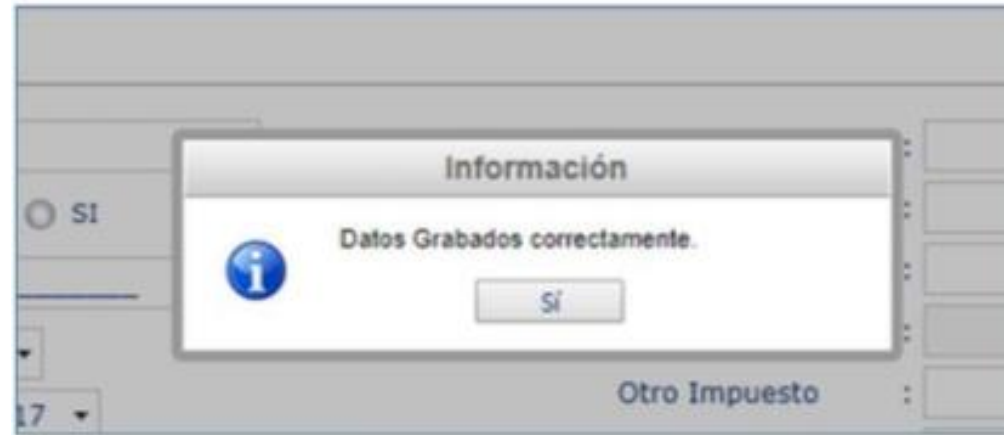 Información
SI
Datos Grabados correctamente.
Sí
Otro Impuesto :
17